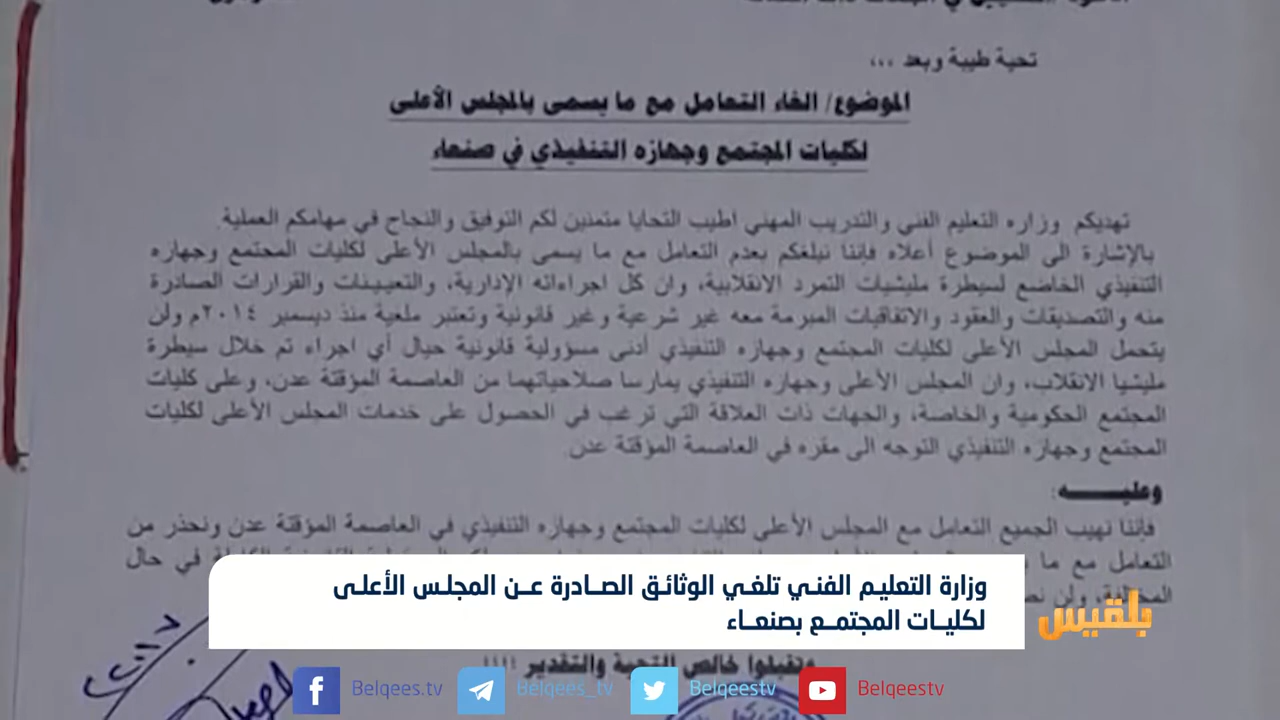 تحية طيبة وبعد ،،،
الموضوع/ الغاء التعامل مع ما يسمى بالمجلس الأعلى
لكليات المجتمع وجهازه التنفيذي في صنعاء
تهديكم وزاره التعليم الفني والتدريب المهني اطيب التحايا متمنين لكم التوفيق والنجاح في مهامكم العملية.
بالإشارة الى الموضوع أعلاه فإننا نبلغكم بعدم التعامل مع ما يسمى بالمجلس الأعلى لكليات المجتمع وجهاره
التنفيذي الخاضع لسيطرة مليشيات التمرد الانقلابية، وان كل اجراءاته الإدارية، والتعيينات والقرارات الصادرة
منه والتصديقات والعقود والاتفاقيات المبرمة معه غير شرعية وغير قانونية وتعتبر ملغية منذ ديسمبر ٢٠١٤م ولن
يتحمل المجلس الأعلى لكليات المجتمع وجهازه التنفيذي أدنى مسؤولية قانونية حيال أي اجراء تم خلال سيطرة
مليشيا الانقلاب، وان المجلس الأعلى وجهازه التنفيذي يمارسا صلاحياتهما من العاصمة المؤقتة عدن، وعلى كليات
المجتمع الحكومية والخاصة، والجهات ذات العلاقة التي ترغب في الحصول على خدمات المجلس الأعلى لكليات
المجتمع وجهازه التنفيذي التوجه الى مقره في العاصمة المؤقتة عدن.
وعليـــــه:
فإننا نهيب الجميع التعامل مع المجلس الأعلى لكليات المجتمع وجهازه التنفيذي في العاصمة المؤقتة عدن ونحذر من
التعامل مع ما في حال
وزارة التعليم الفني تلغي الوثائق الصادرة عن المجلس الأعلى
لكليات المجتمع بصنعاء
بلقيس
وتقبلوا خالص التحية والتقدير ،،،،
Belqees.tv
Belqees_tv
Belqeestv
Belqeestv